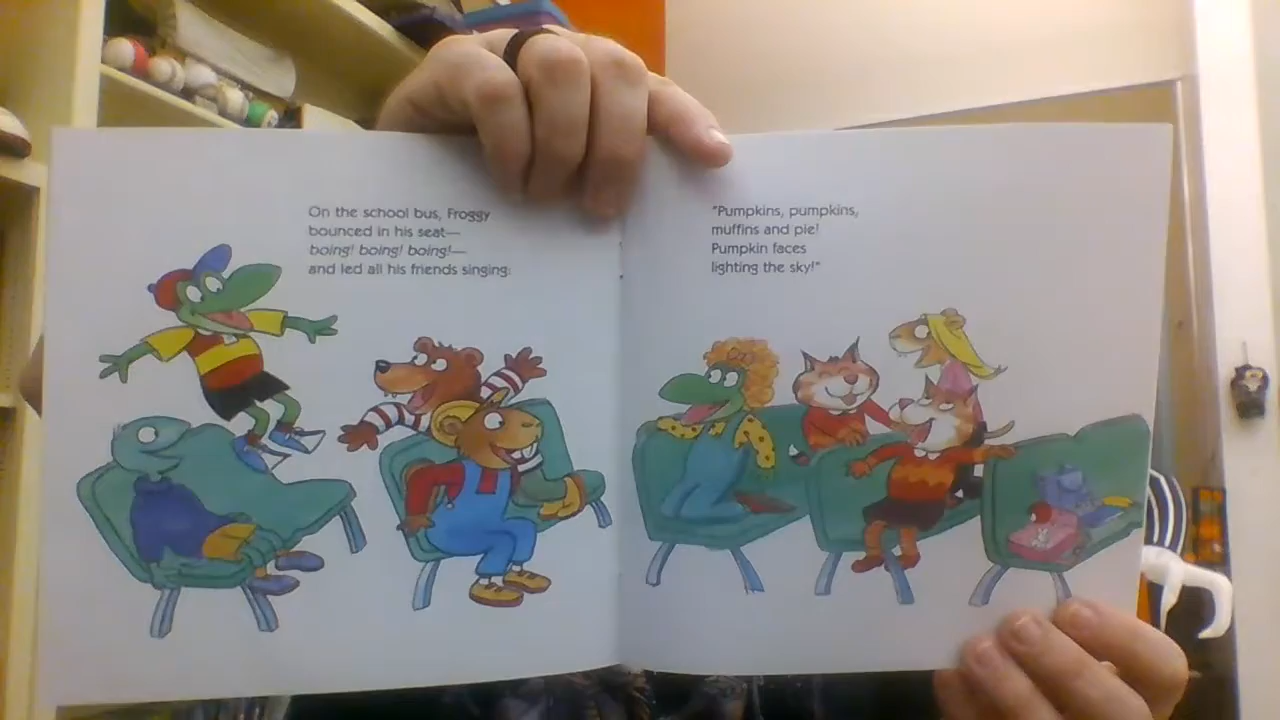 On the school bus, Froggy
bounced in his seat—
boing! boing! boing!—
and led all his friends singing:
"Pumpkins, pumpkins,
muffins and pie!
Pumpkin faces
lighting the sky!"